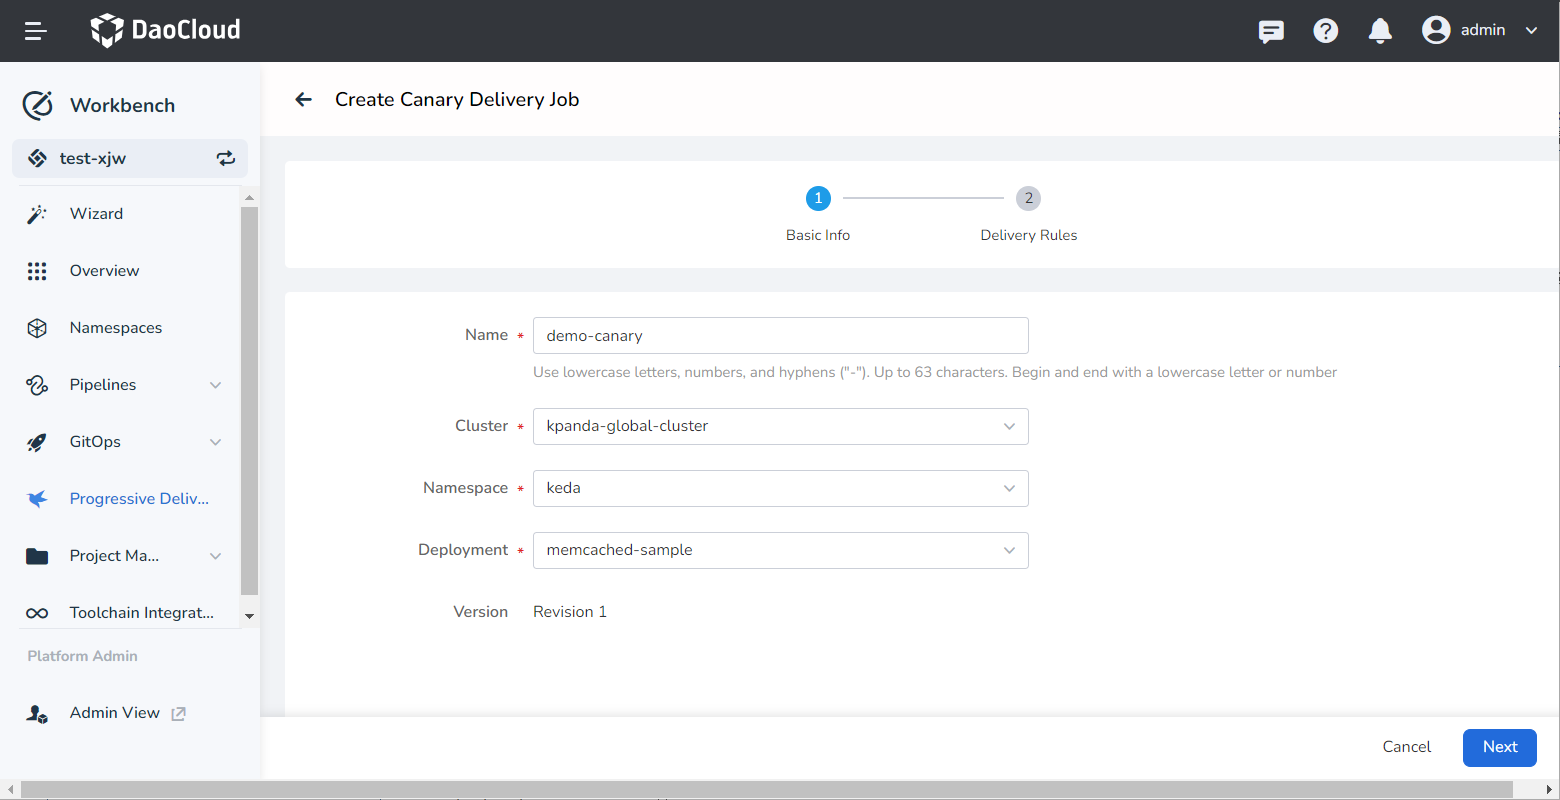 DaoCloud
admin
Workbench
test-xjw
Wizard
Overview
Namespaces
Pipelines
GitOps
Progressive Deliv...
Project Ma...
Toolchain Integrat...
Platform Admin
Admin View
Create Canary Delivery Job
1
2
Basic Info
Delivery Rules
Name *
demo-canary
Use lowercase letters, numbers, and hyphens ("-"). Up to 63 characters. Begin and end with a lowercase letter or number
Cluster *
kpanda-global-cluster
Namespace *
keda
Deployment *
memcached-sample
Version
Revision 1
Cancel
Next